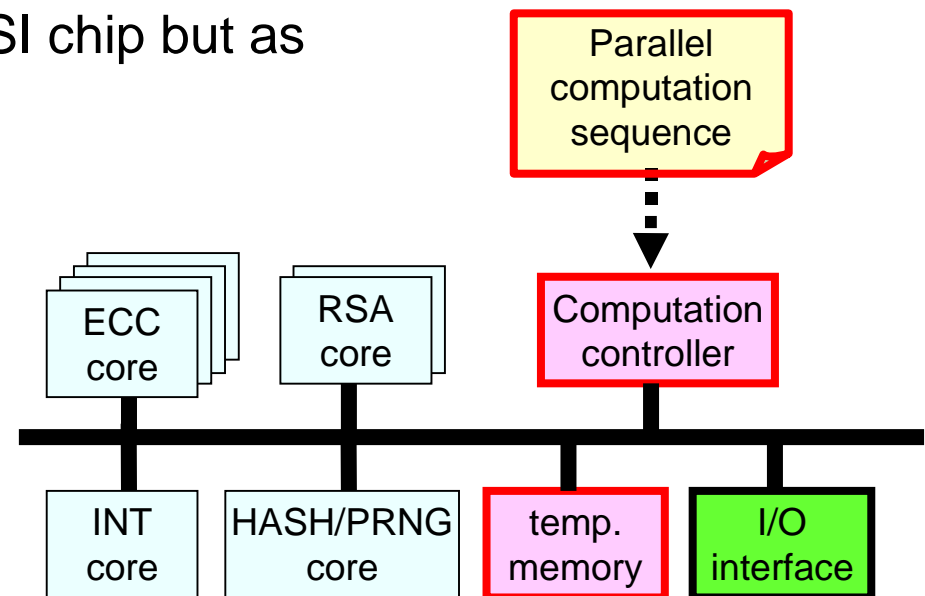 SI chip but as
Parallel
computation
sequence
ECC
core
RSA
core
Computation
controller
INT
core
HASH/PRNG
core
temp.
memory
I/O
interface